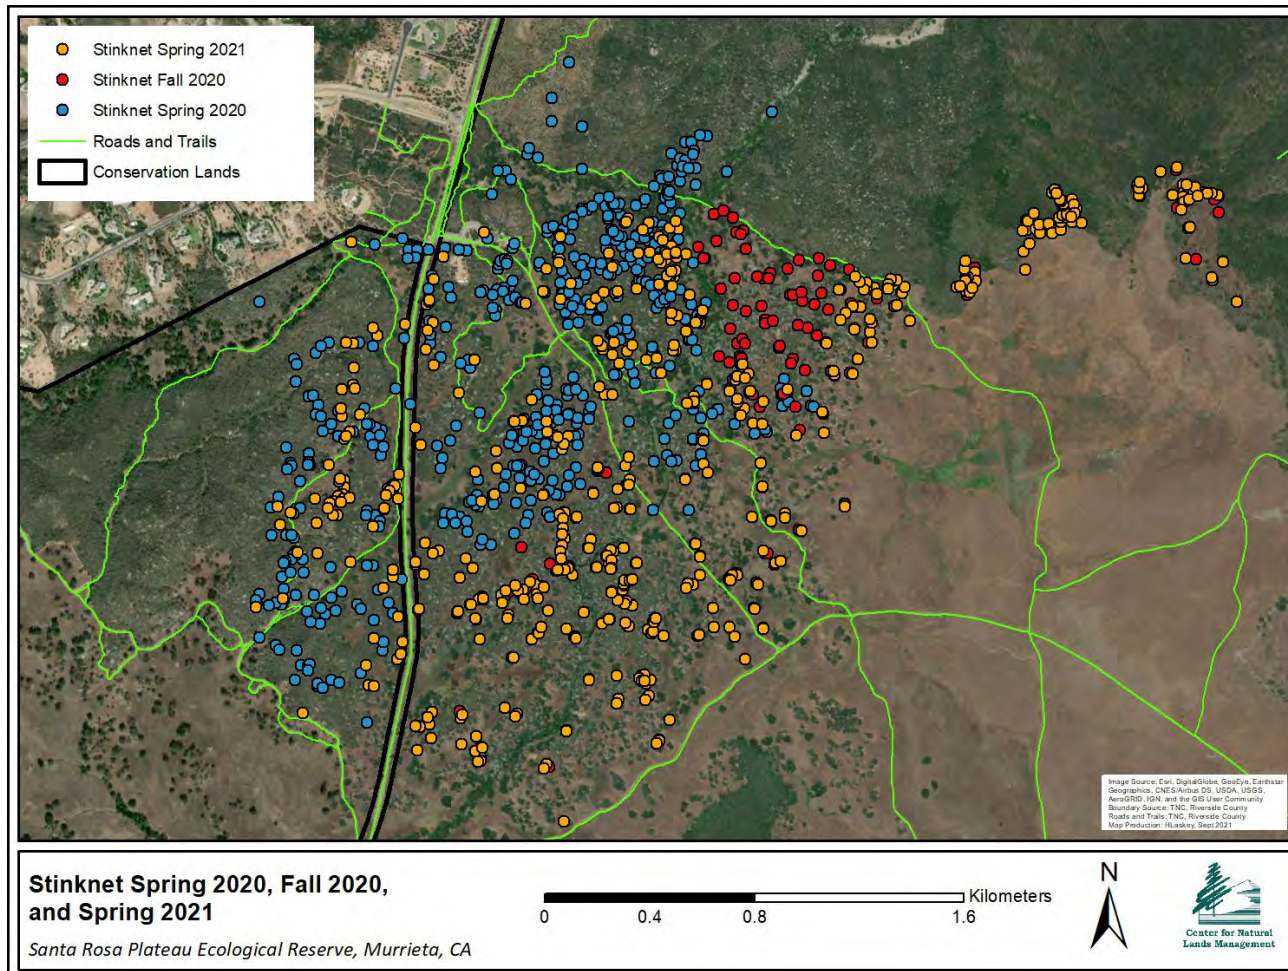 Stinknet Spring 2021
Stinknet Fall 2020
Stinknet Spring 2020
Roads and Trails
Conservation Lands
Image Source: Esri, DigitalGlobe, GeoEye, Earthstar
Geographics, CNES/Airbus DS, USDA, USGS,
AeroGRID, IGN, and the GIS User Community
Boundary Source: TNC, Riverside County
Roads and Trails: TNC, Riverside County
Map Production: HLaskey, Sept 2021
Stinknet Spring 2020, Fall 2020,
and Spring 2021
Santa Rosa Plateau Ecological Reserve, Murrieta, CA
Kilometers
0 0.4 0.8 1.6
N
Center for Natural
Lands Management